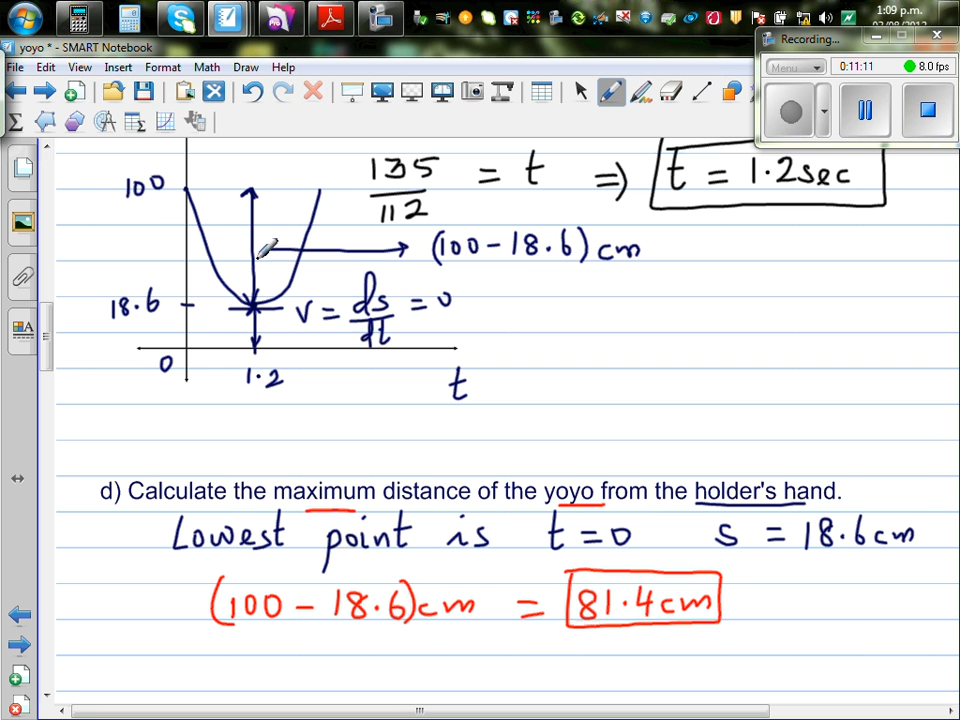 1:09 p.m.
yoyo * - SMART Notebook
Recording...
File Edit View Insert Format Math Draw Help
Menu 0:11:11 8.0 fps
135/112 = t ⇒ t = 1.2sec
100
(100 - 18.6) cm
18.6
v = ds/dt = 0
0
1.2
t
d) Calculate the maximum distance of the yoyo from the holder's hand.
Lowest point is t = 0 s = 18.6cm
(100 - 18.6)cm = 81.4cm